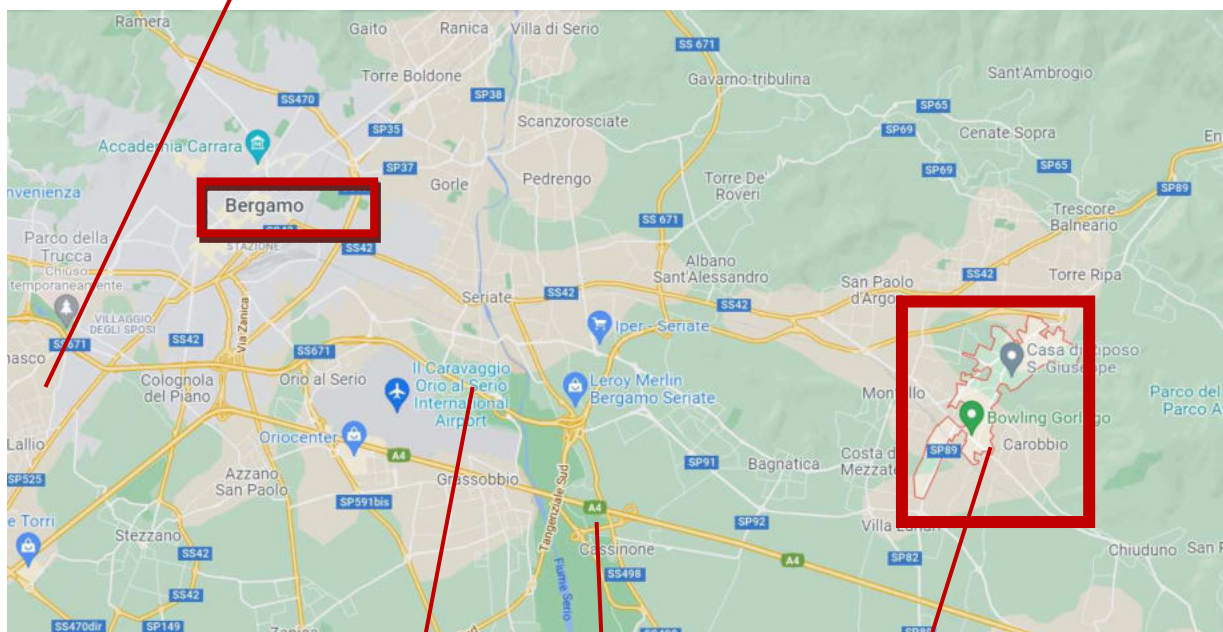 Ramera
Gaito
Ranica
Villa di Serio
SS 671
Torre Boldone
Gavarno tribulina
Sant'Ambrogio
SS470
SP38
SP65
Scanzorosciate
SP35
SP69
Cenate Sopra
En
Accademia Carrara
SP37
Gorle
Pedrengo
Torre De'
Roveri
SP69
SP65
SP89
nvenienza
Bergamo
SS 671
Trescore
Balneario
STAZIONE
SS42
Parco della
Trucca
Chiuso
temporaneamente
Albano
Sant'Alessandro
San Paolo
d'Argo
SS42
Torre Ripa
Seriate
SS42
SS42
VILLAGGIO
DEGLI SPOSI
Via Zanica
Iper - Seriate
SS671
SS42
SS671
nasco
Casa di Riposo
S. Giuseppe
Colognola
del Piano
Orio al Serio
Il Caravaggio
Orio al Serio
International
Airport
Leroy Merlin
Bergamo Seriate
Parco del
Parco A
Bowling Gorlago
Lallio
Oriocenter
A4
Costa d
Mezzate
SP89
Carobbio
SP525
Azzano
San Paolo
Grassobbio
SP91
Bagnatica
SP591bis
Tangenziale Sud
A4
e Torri
Stezzano
SP92
Villa
Cassinone
Chiuduno
San P
SS42
A4
SP82
Fiume Serio
SS498
SS42
SS470dir
SP149